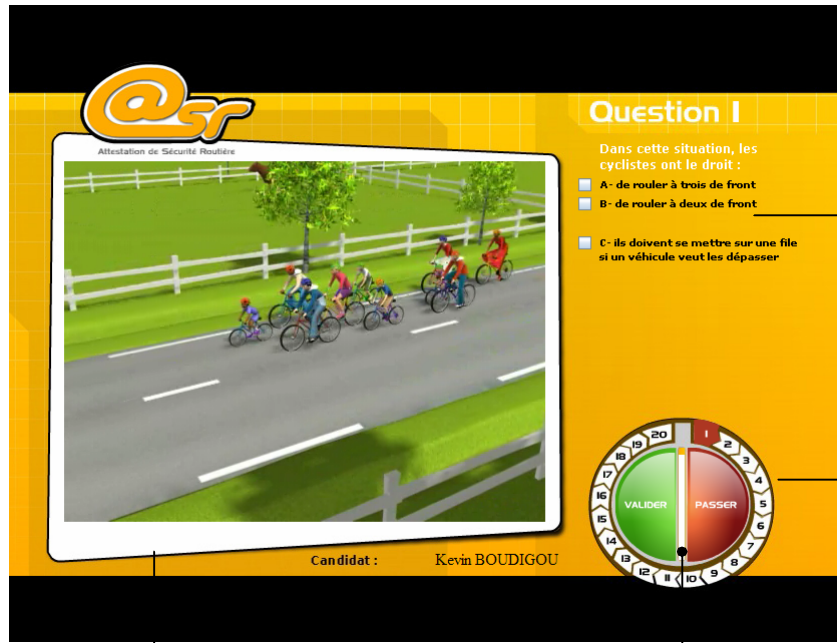 @sr
Attestation de Sécurité Routière
Question 1
Dans cette situation, les
cyclistes ont le droit :
A- de rouler à trois de front
B- de rouler à deux de front
C- ils doivent se mettre sur une file
si un véhicule veut les dépasser
1
2
3
4
5
6
7
8
9
10
11
12
13
14
15
16
17
18
19
20
VALIDER
PASSER
Candidat :
Kevin BOUDIGOU